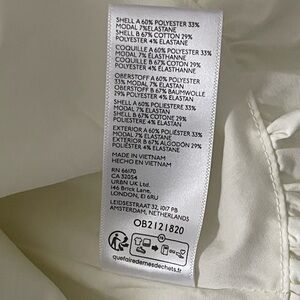 SHELL A 60% POLYESTER 33%
MODAL 7% ELASTANE
SHELL B 67% COTTON 29%
POLYESTER 4% ELASTANE
COQUILLE A 60% POLYESTER 33%
MODAL 7% ELASTHANNE
COQUILLE B 67% COTON 29%
POLYESTER 4% ELASTHANNE
OBERSTOFF A 60% POLYESTER
33% MODAL 7% ELASTAN
OBERSTOFF B 67% BAUMWOLLE
29% POLYESTER 4% ELASTAN
SHELL A 60% POLIESTERE 33%
MODAL 7% ELASTAN
SHELL B 67% COTONE 29%
POLIESTERE 4% ELASTAN
EXTERIOR A 60% POLIÉSTER 33%
MODAL 7% ELASTANO
EXTERIOR B 67% ALGODÓN 29%
POLIÉSTER 4% ELASTANO
MADE IN VIETNAM
HECHO EN VIETNAM
RN 66170
CA 32054
URBN UK Ltd.
146 Brick Lane,
LONDON, E1 6RU
LEIDSESTRAAT 32, 1017 PB
AMSTERDAM, NETHERLANDS
OB2121820
FR
quefairedemesdechets.fr